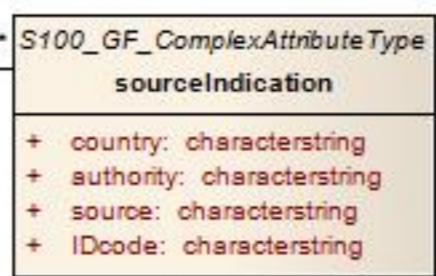 *
S100_GF_ComplexAttributeType
sourceIndication
+ country: characterstring
+ authority: characterstring
+ source: characterstring
+ IDcode: characterstring